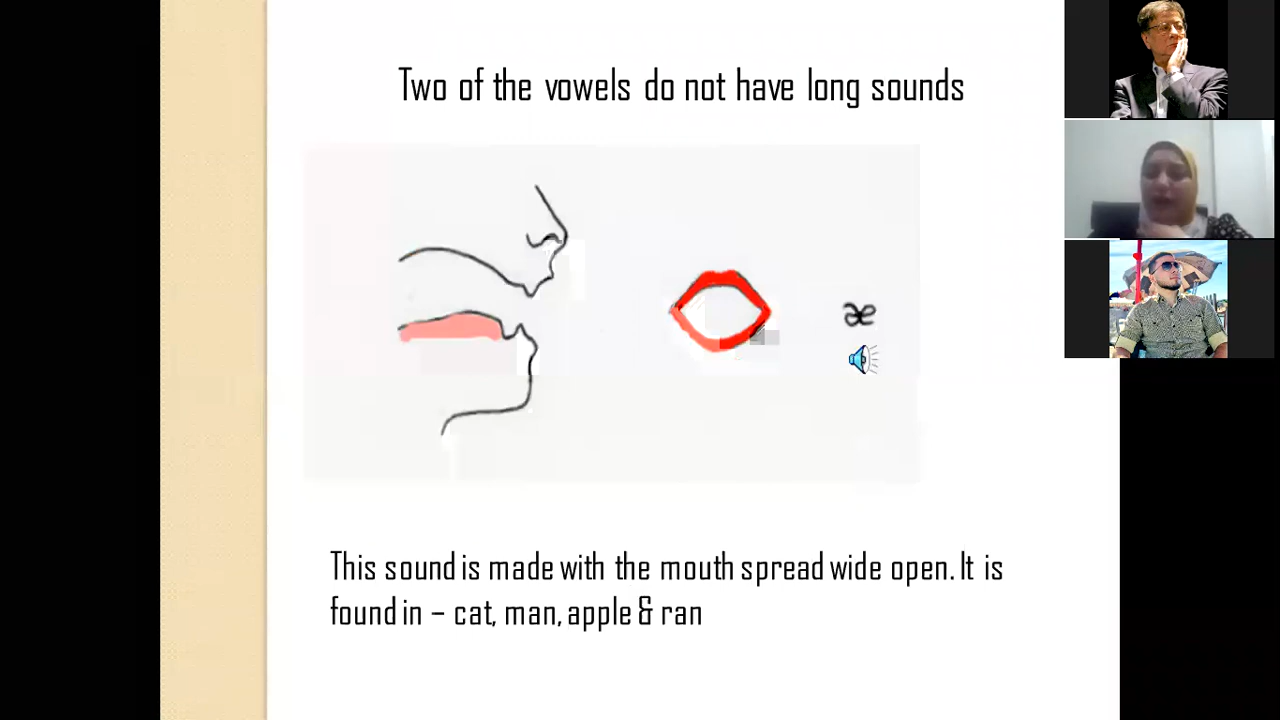 Two of the vowels do not have long sounds
æ
This sound is made with the mouth spread wide open. It is
found in – cat, man, apple & ran